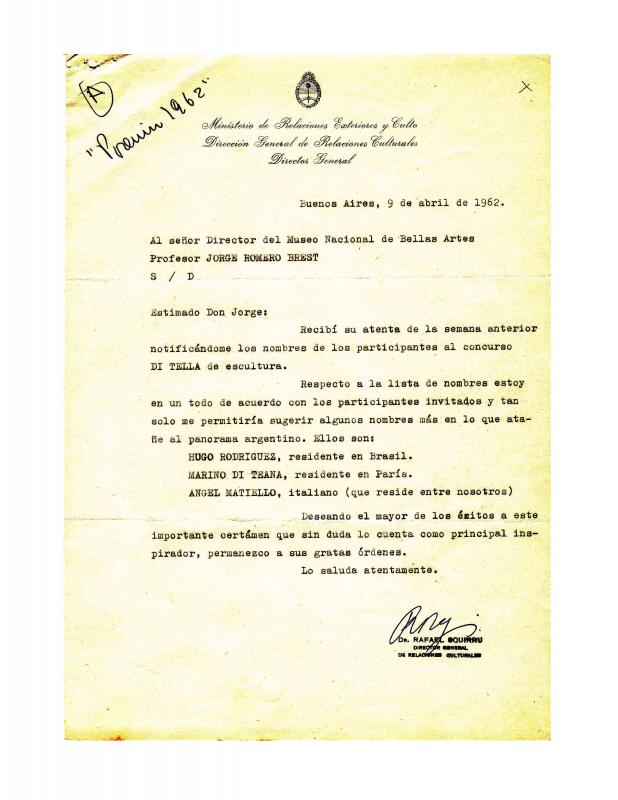 A
"Premio 1962"
Ministerio de Relaciones Exteriores y Culto
Dirección General de Relaciones Culturales
Director General
Buenos Aires, 9 de abril de 1962.
Al señor Director del Museo Nacional de Bellas Artes
Profesor JORGE ROMERO BREST
S / D
Estimado Don Jorge:
Recibí su atenta de la semana anterior
notificándome los nombres de los participantes al concurso
DI TELLA de escultura.
Respecto a la lista de nombres estoy
en un todo de acuerdo con los participantes invitados y tan
solo me permitiría sugerir algunos nombres más en lo que ata-
ñe al panorama argentino. Ellos son:
HUGO RODRIGUEZ, residente en Brasil.
MARINO DI TEANA, residente en París.
ANGEL MATIELLO, italiano (que reside entre nosotros)
Deseando el mayor de los éxitos a este
importante certámen que sin duda lo cuenta como principal ins-
pirador, permanezco a sus gratas órdenes.
Lo saluda atentamente.
DR. RAFAEL SQUIRRU
DIRECTOR GENERAL
DE RELACIONES CULTURALES